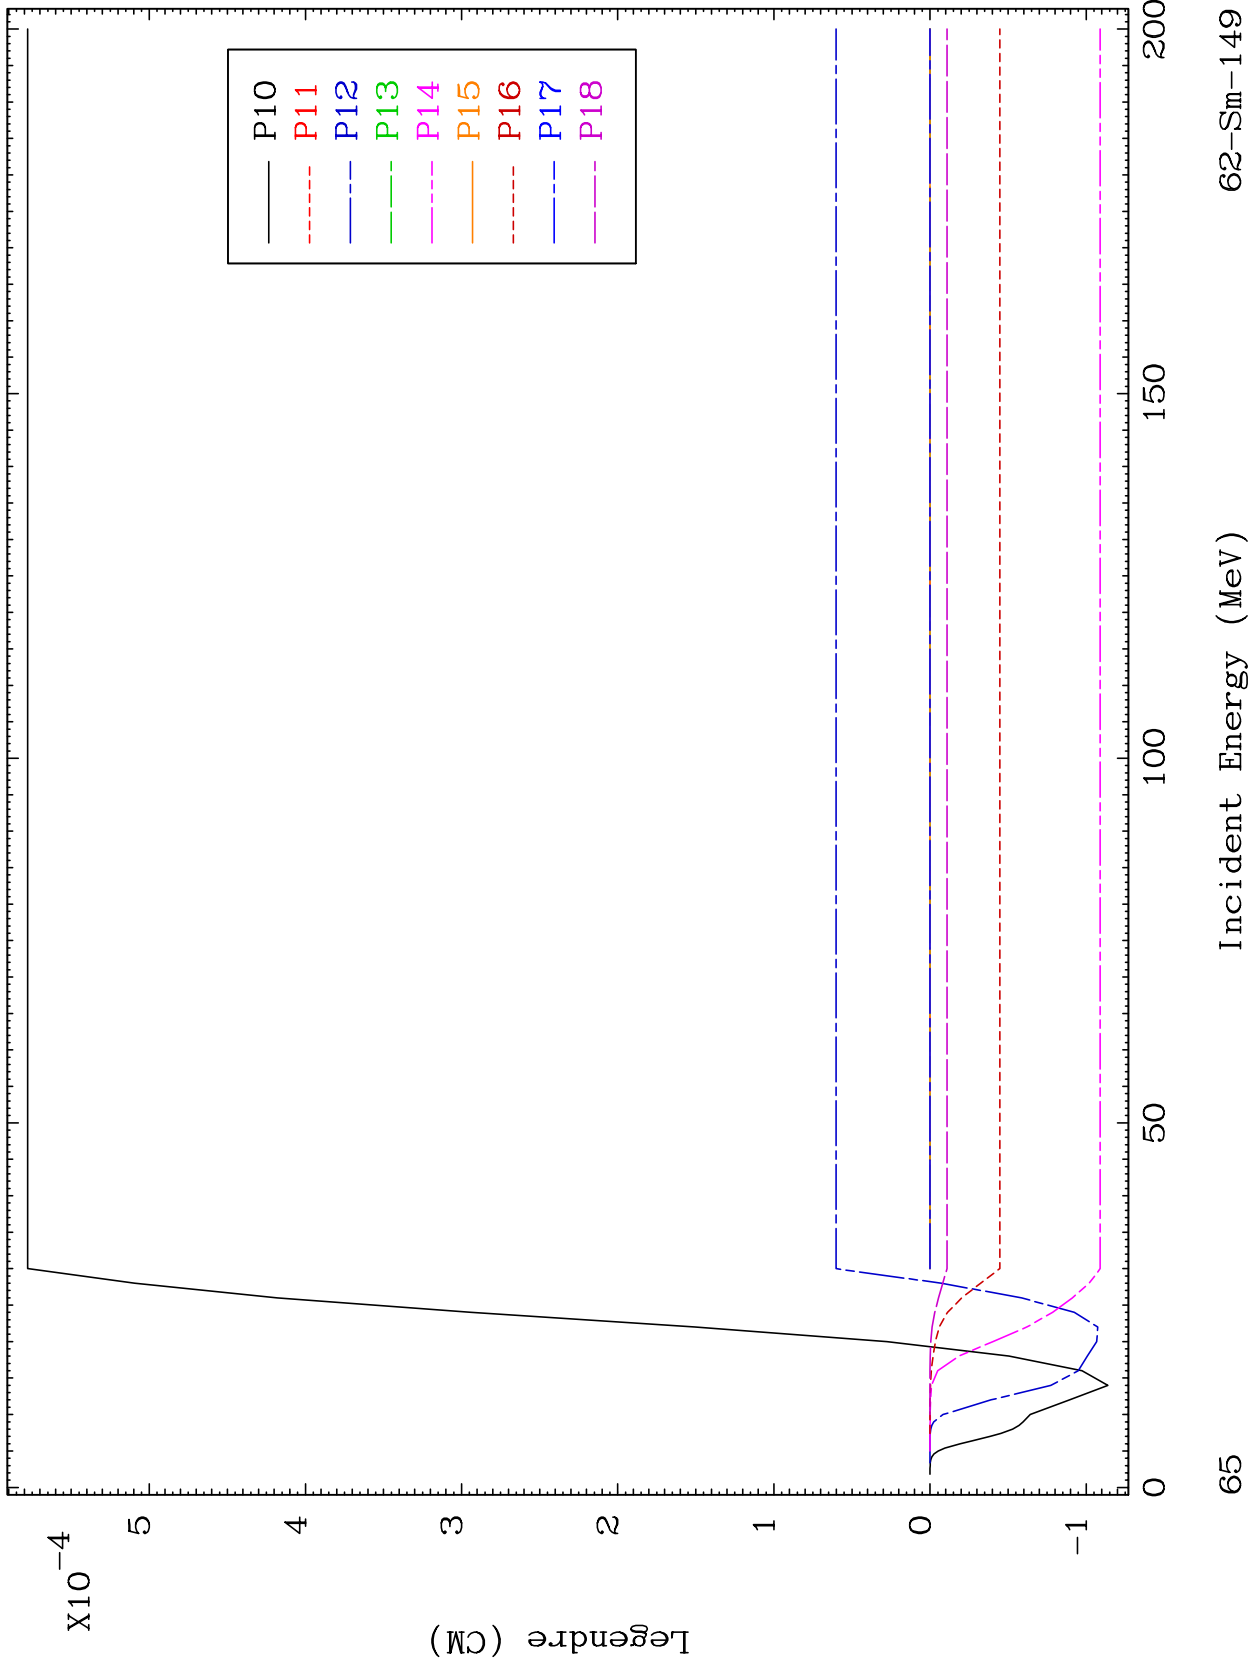 X10-4
Legendre (CM)
5
4
3
2
1
0
-1
P10
P11
P12
P13
P14
P15
P16
P17
P18
0
50
100
150
200
65
Incident Energy (MeV)
62-Sm-149